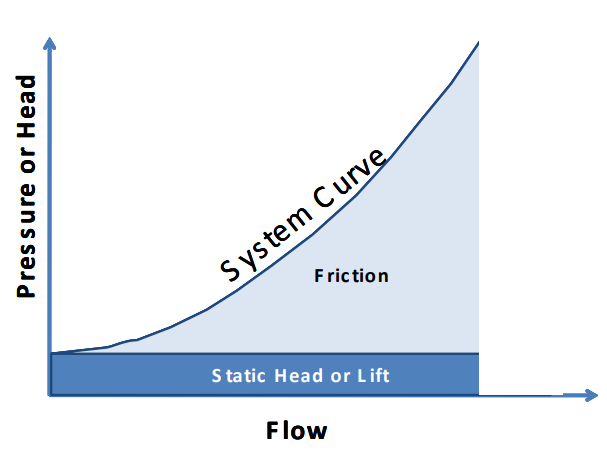 Pressure or Head
System Curve
Friction
Static Head or Lift
Flow